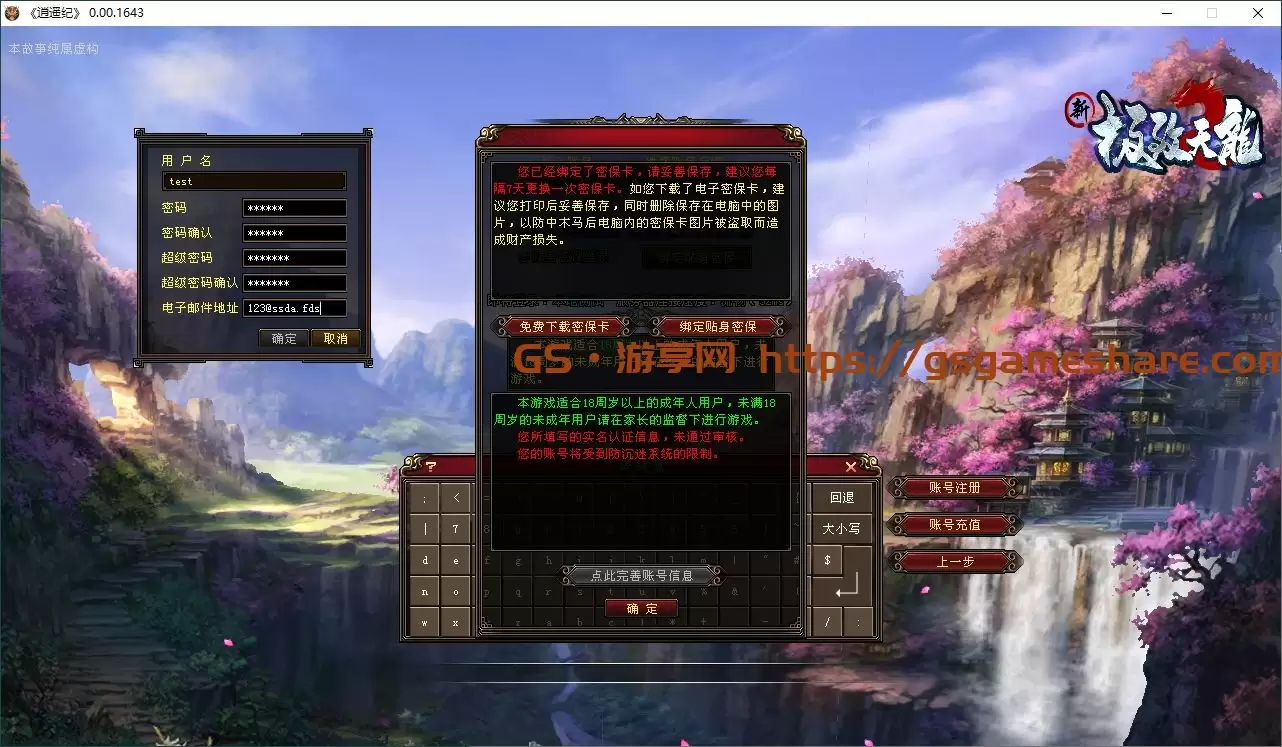 《逍遥纪》 0.00.1643
本故事纯属虚构
新
极致天龍
用 户 名
test
密码
******
密码确认
******
超级密码
*******
超级密码确认
*******
电子邮件地址
123@ssda.fds
确定
取消
您已经绑定了密保卡，请妥善保存，建议您每
隔7天更换一次密保卡。如您下载了电子密保卡，建
议您打印后妥善保存，同时删除保存在电脑中的图
片，以防中木马后电脑内的密保卡图片被盗取而造
成财产损失。
免费下载密保卡
绑定贴身密保
GS·游享网 https://gsgameshare.com
游戏。
本游戏适合18周岁以上的成年人用户，未满18
周岁的未成年用户请在家长的监督下进行游戏。
您所填写的实名认证信息，未通过审核。
您的账号将受到防沉迷系统的限制。
点此完善账号信息
确 定
?
; < 回退
| 7 大小写
d e $
n o
w x / :
账号注册
账号充值
上一步